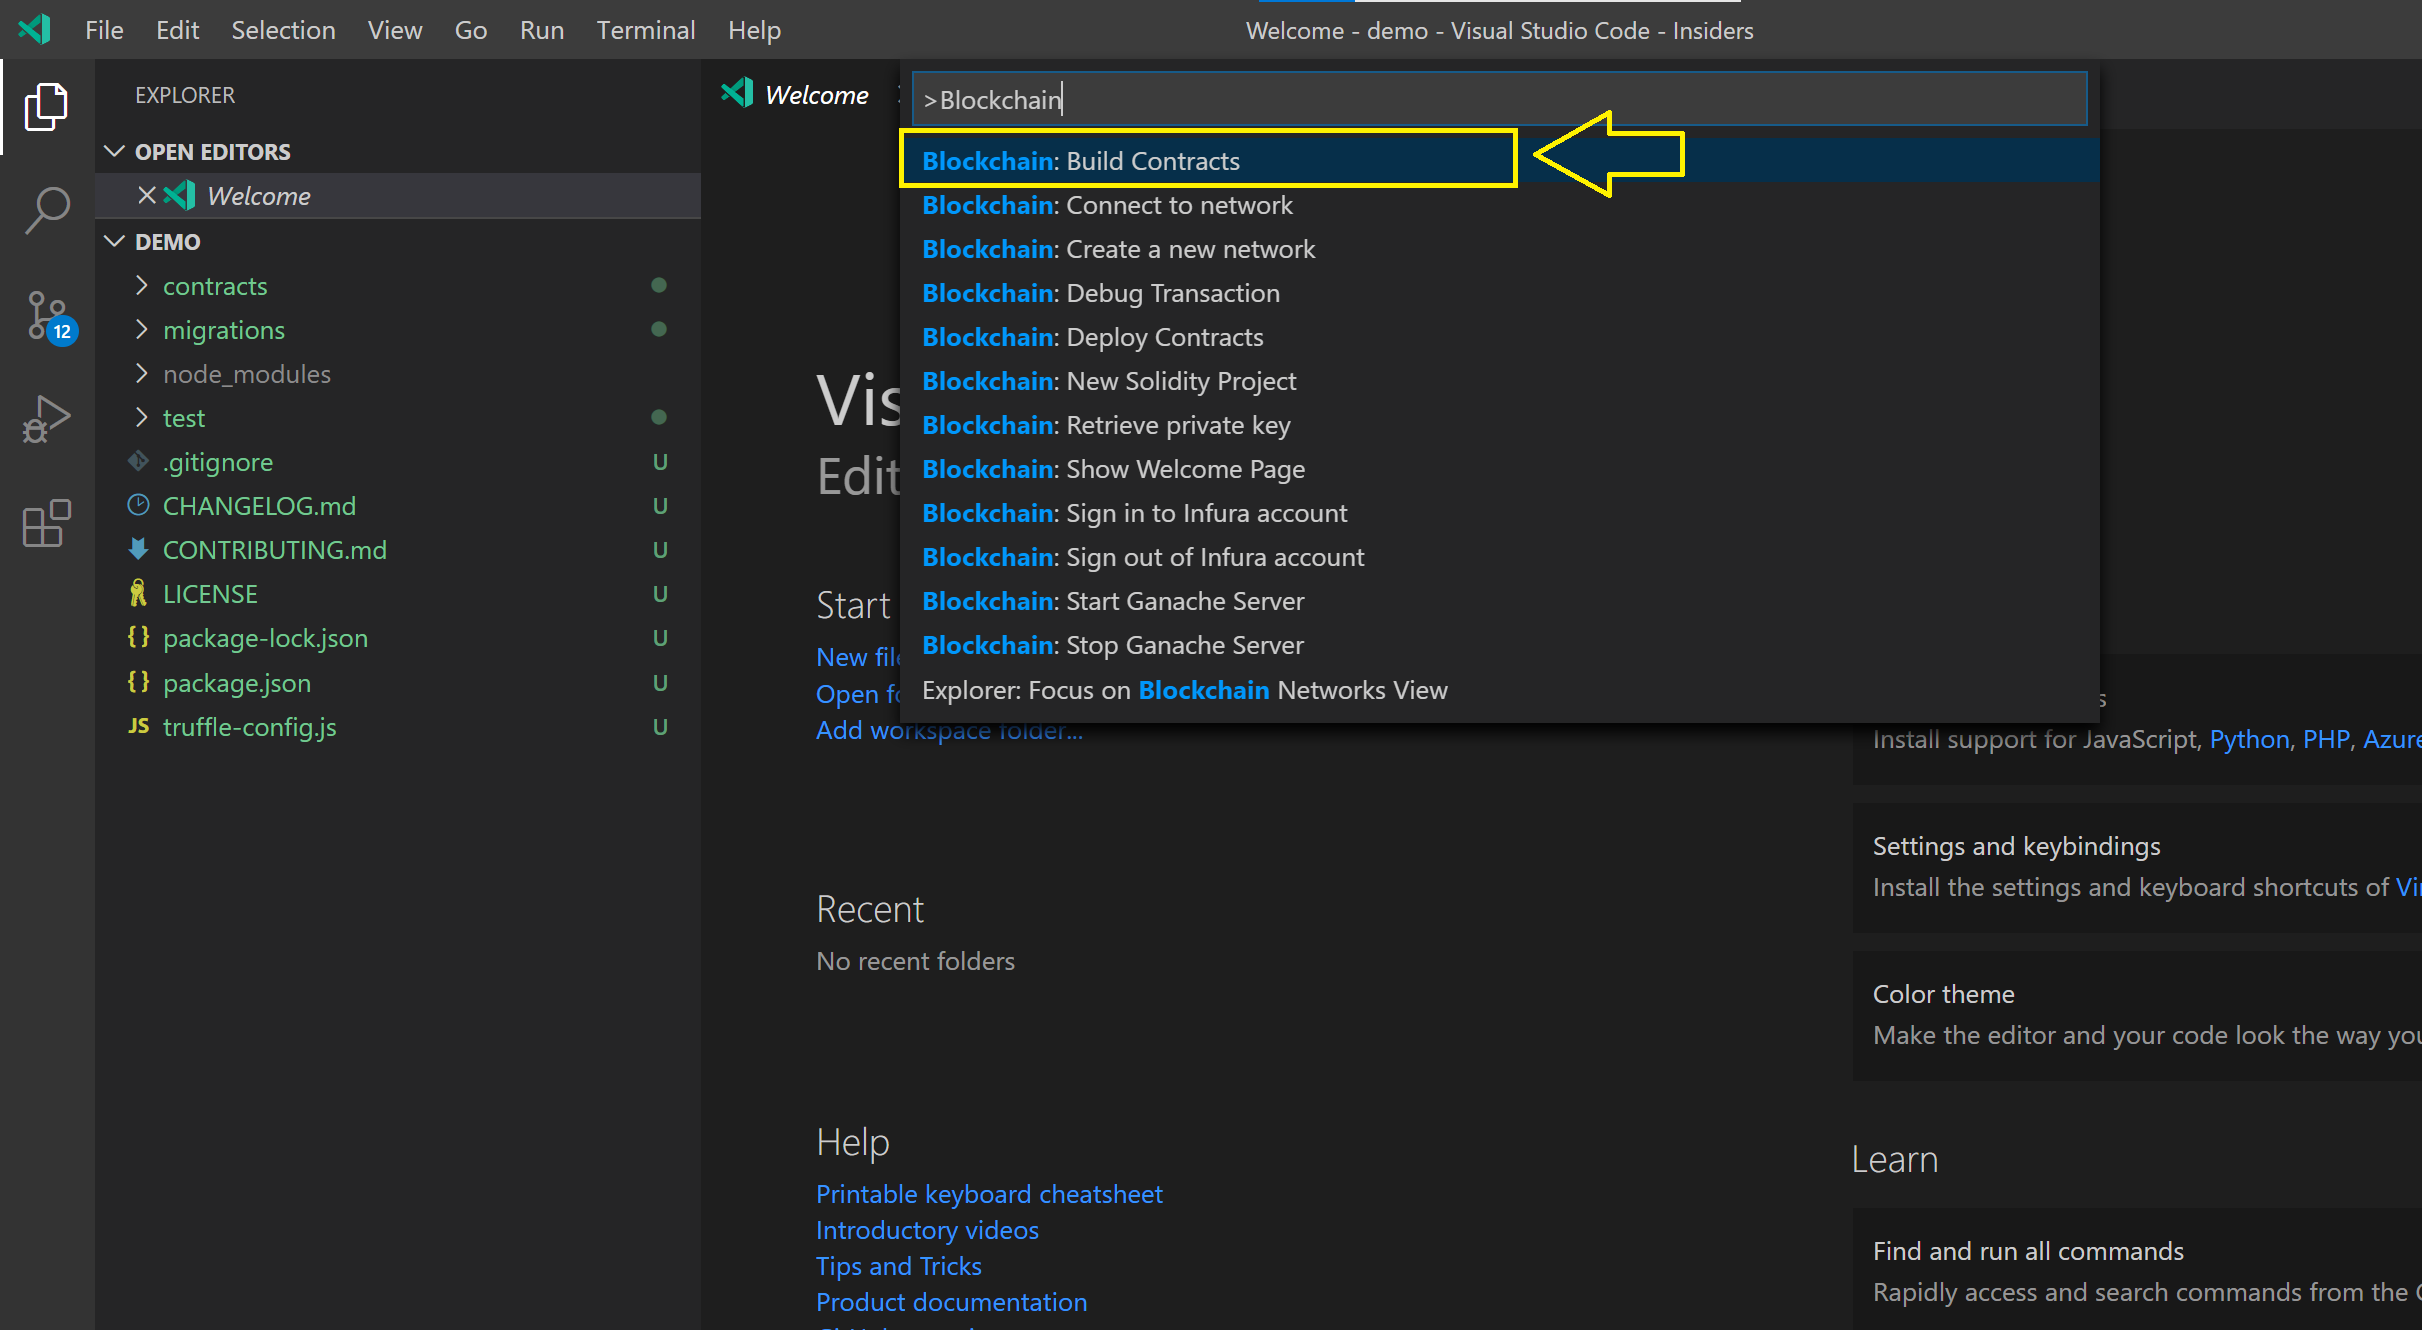 File Edit Selection View Go Run Terminal Help
Welcome - demo - Visual Studio Code - Insiders
EXPLORER
OPEN EDITORS
Welcome
DEMO
contracts
migrations
node_modules
test
.gitignore U
CHANGELOG.md U
CONTRIBUTING.md U
LICENSE U
package-lock.json U
package.json U
JS truffle-config.js U
12
Welcome
>Blockchain
Blockchain: Build Contracts
Blockchain: Connect to network
Blockchain: Create a new network
Blockchain: Debug Transaction
Blockchain: Deploy Contracts
Blockchain: New Solidity Project
Blockchain: Retrieve private key
Blockchain: Show Welcome Page
Blockchain: Sign in to Infura account
Blockchain: Sign out of Infura account
Blockchain: Start Ganache Server
Blockchain: Stop Ganache Server
Explorer: Focus on Blockchain Networks View
Vis
Edit
Start
New file
Open fo
Add workspace folder...
Recent
No recent folders
Help
Printable keyboard cheatsheet
Introductory videos
Tips and Tricks
Product documentation
s
Install support for JavaScript, Python, PHP, Azure
Settings and keybindings
Install the settings and keyboard shortcuts of Vi
Color theme
Make the editor and your code look the way you
Learn
Find and run all commands
Rapidly access and search commands from the C